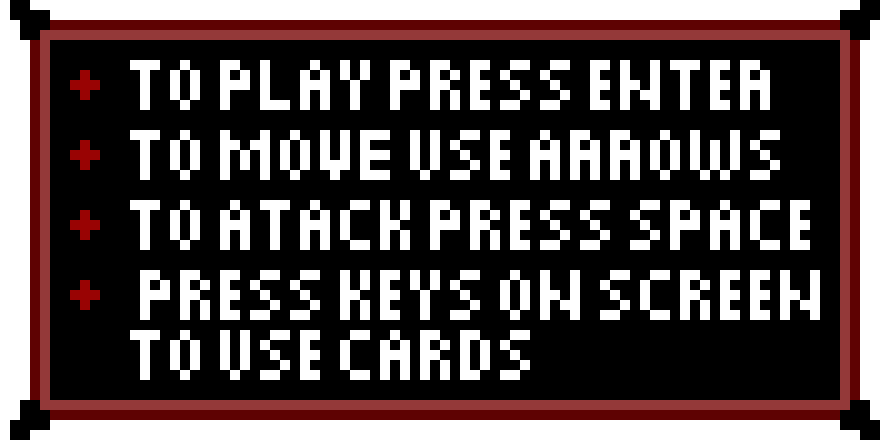 TO PLAY PRESS ENTER
TO MOVE USE ARROWS
TO ATACK PRESS SPACE
PRESS KEYS ON SCREEN
TO USE CARDS